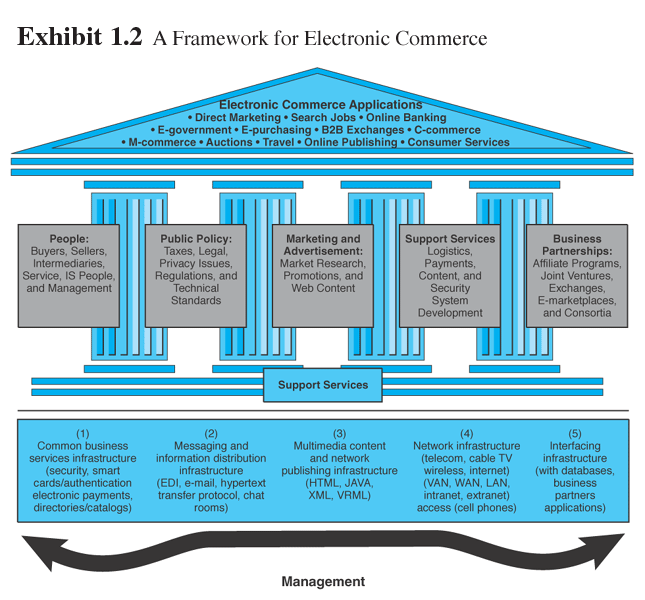 Exhibit 1.2 A Framework for Electronic Commerce
Electronic Commerce Applications
• Direct Marketing • Search Jobs • Online Banking
• E-government • E-purchasing • B2B Exchanges • C-commerce
• M-commerce • Auctions • Travel • Online Publishing • Consumer Services
People:
Buyers, Sellers,
Intermediaries,
Service, IS People,
and Management
Public Policy:
Taxes, Legal,
Privacy Issues,
Regulations, and
Technical
Standards
Marketing and
Advertisement:
Market Research,
Promotions, and
Web Content
Support Services
Logistics,
Payments,
Content, and
Security
System
Development
Business
Partnerships:
Affiliate Programs,
Joint Ventures,
Exchanges,
E-marketplaces,
and Consortia
Support Services
(1)
Common business
services infrastructure
(security, smart
cards/authentication
electronic payments,
directories/catalogs)
(2)
Messaging and
information distribution
infrastructure
(EDI, e-mail, hypertext
transfer protocol, chat
rooms)
(3)
Multimedia content
and network
publishing infrastructure
(HTML, JAVA,
XML, VRML)
(4)
Network infrastructure
(telecom, cable TV
wireless, internet)
(VAN, WAN, LAN,
intranet, extranet)
access (cell phones)
(5)
Interfacing
infrastructure
(with databases,
business
partners
applications)
Management